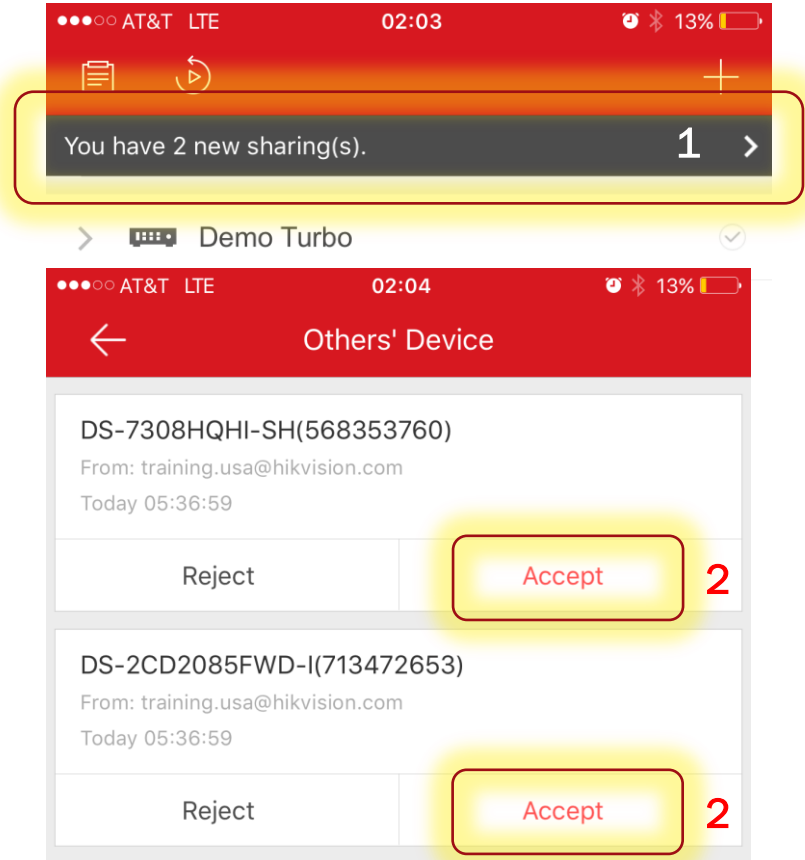 AT&T LTE 02:03 13%
You have 2 new sharing(s). 1
Demo Turbo
AT&T LTE 02:04 13%
Others' Device
DS-7308HQHI-SH(568353760)
From: training.usa@hikvision.com
Today 05:36:59
Reject Accept 2
DS-2CD2085FWD-I(713472653)
From: training.usa@hikvision.com
Today 05:36:59
Reject Accept 2